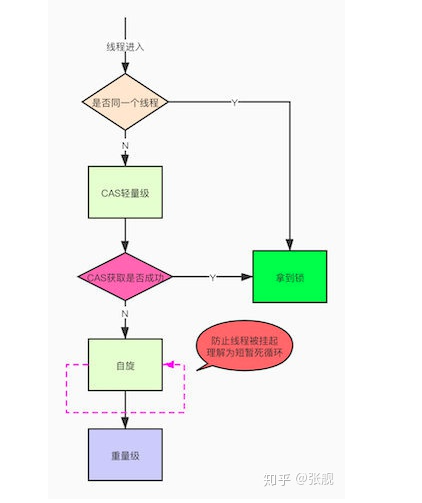 线程进入
是否同一个线程
Y
N
CAS轻量级
CAS获取是否成功
Y
拿到锁
N
防止线程被挂起
理解为短暂死循环
自旋
重量级
知乎 @张舰